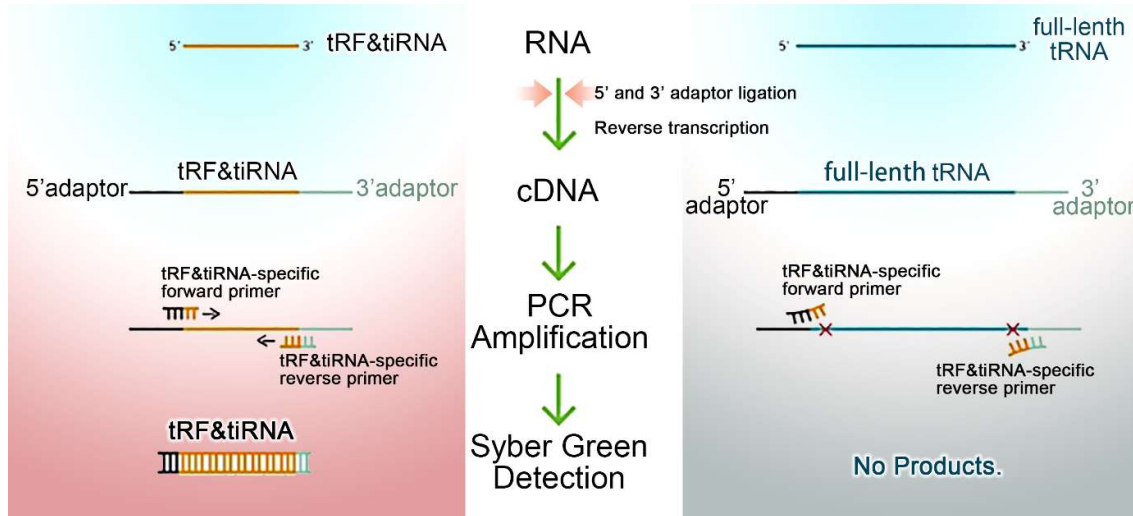 5' 3' tRF&tiRNA
5'adaptor
tRF&tiRNA
3'adaptor
tRF&tiRNA-specific
forward primer
tRF&tiRNA-specific
reverse primer
tRF&tiRNA
RNA
5' and 3' adaptor ligation
Reverse transcription
cDNA
PCR
Amplification
Syber Green
Detection
5' 3'
full-lenth
tRNA
5'
adaptor
full-lenth tRNA
3'
adaptor
tRF&tiRNA-specific
forward primer
tRF&tiRNA-specific
reverse primer
No Products.